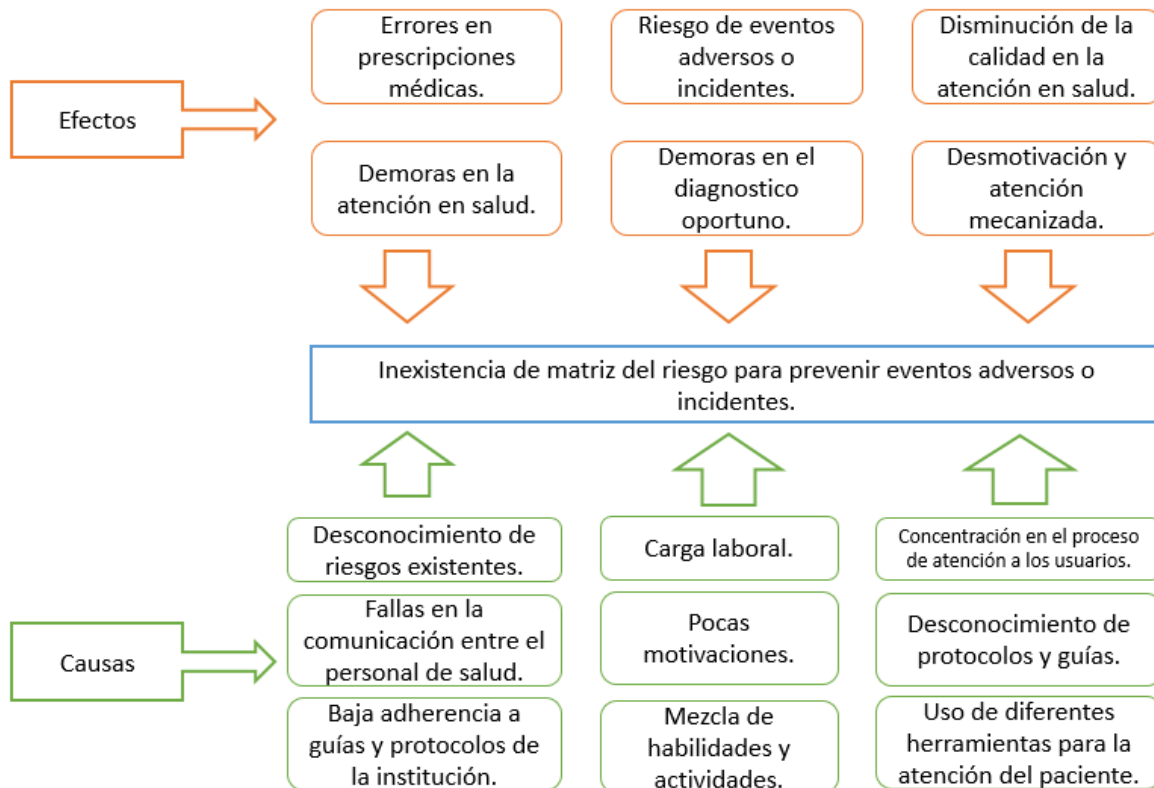 Efectos
Errores en
prescripciones
médicas.
Riesgo de eventos
adversos o
incidentes.
Disminución de la
calidad en la
atención en salud.
Demoras en la
atención en salud.
Demoras en el
diagnostico
oportuno.
Desmotivación y
atención
mecanizada.
Inexistencia de matriz del riesgo para prevenir eventos adversos o
incidentes.
Causas
Desconocimiento de
riesgos existentes.
Carga laboral.
Concentración en el proceso
de atención a los usuarios.
Fallas en la
comunicación entre el
personal de salud.
Pocas
motivaciones.
Desconocimiento de
protocolos y guías.
Baja adherencia a
guías y protocolos de
la institución.
Mezcla de
habilidades y
actividades.
Uso de diferentes
herramientas para la
atención del paciente.